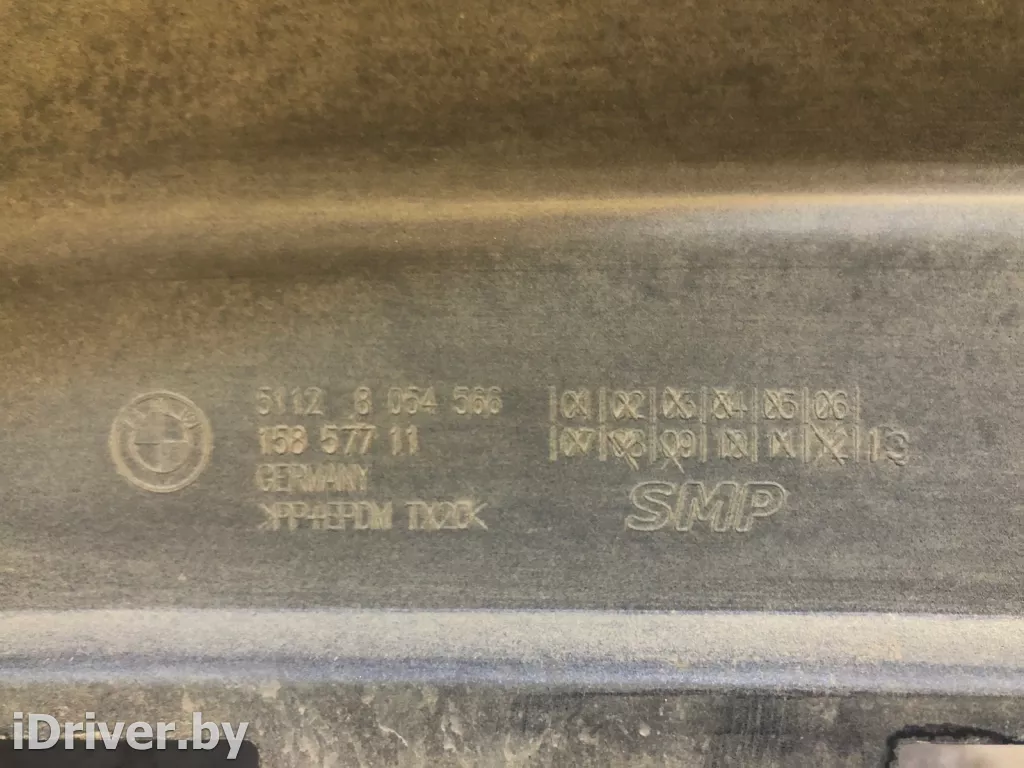 BMW
5112 8 054 566
158 577 11
GERMANY
>PP+EPDM TX20<
01 02 03 04 05 06
07 08 09 10 11 12 13
SMP
iDriver.by